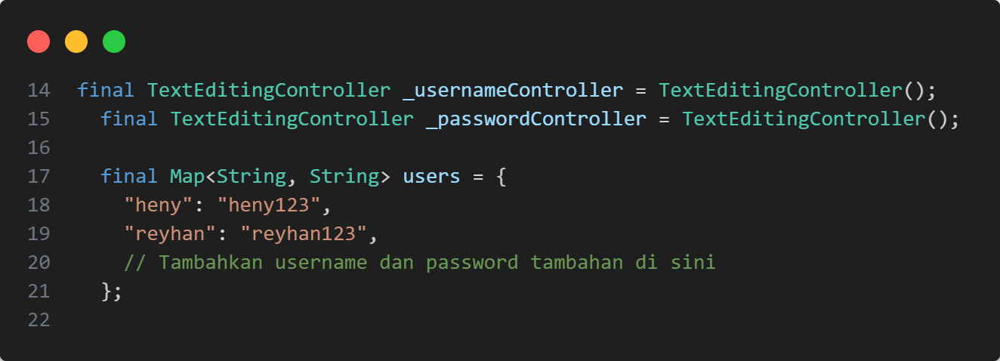 14 final TextEditingController _usernameController = TextEditingController();
15   final TextEditingController _passwordController = TextEditingController();
16
17   final Map<String, String> users = {
18     "heny": "heny123",
19     "reyhan": "reyhan123",
20     // Tambahkan username dan password tambahan di sini
21   };
22